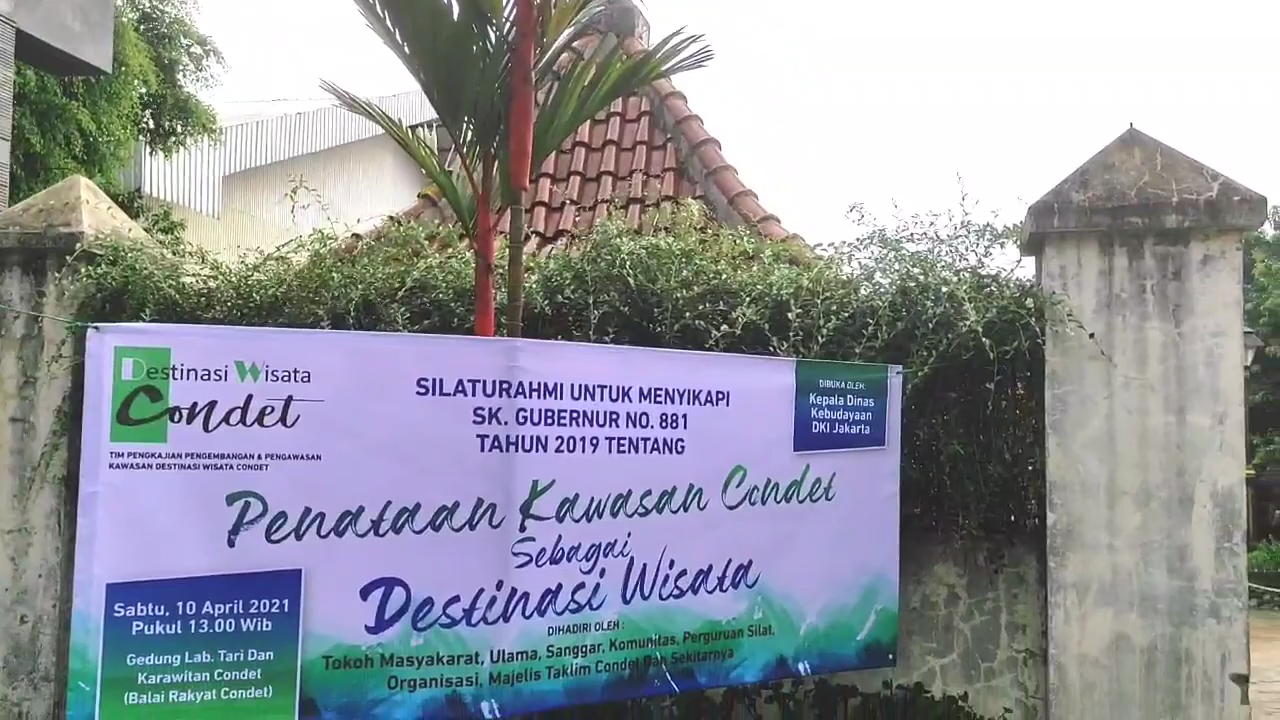 Destinasi Wisata
Condet
TIM PENGKAJIAN PENGEMBANGAN & PENGAWASAN
KAWASAN DESTINASI WISATA CONDET
SILATURAHMI UNTUK MENYIKAPI
SK. GUBERNUR NO. 881
TAHUN 2019 TENTANG
DIBUKA OLEH:
Kepala Dinas
Kebudayaan
DKI Jakarta
Penataan Kawasan Condet
Sebagai
Destinasi Wisata
DIHADIRI OLEH :
Tokoh Masyakarat, Ulama, Sanggar, Komunitas, Perguruan Silat,
Organisasi, Majelis Taklim Condet Dan Sekitarnya
Sabtu, 10 April 2021
Pukul 13.00 Wib
Gedung Lab. Tari Dan
Karawitan Condet
(Balai Rakyat Condet)